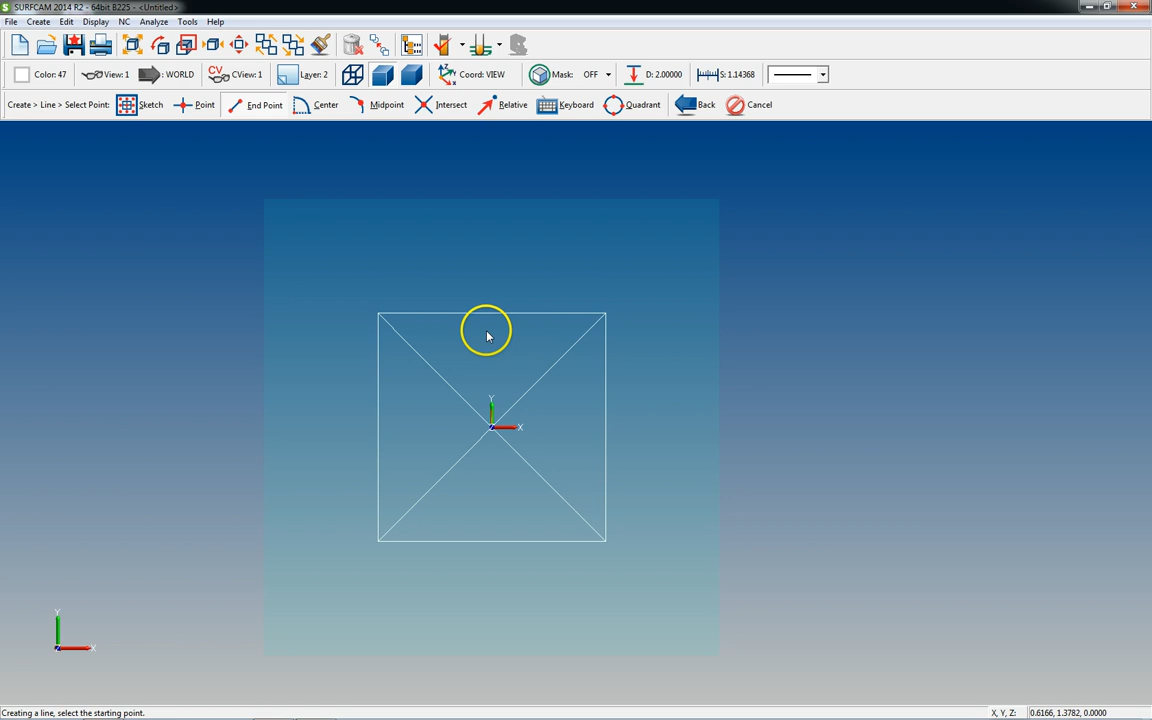 SURFCAM 2014 R2 - 64bit B225 - <Untitled>
File Create Edit Display NC Analyze Tools Help
Color: 47 View: 1 : WORLD CV CView: 1 Layer: 2 Coord: VIEW Mask: OFF D: 2.00000 S: 1.14368
Create > Line > Select Point: Sketch Point End Point Center Midpoint Intersect Relative Keyboard Quadrant Back Cancel
Y
X
Y
X
Creating a line, select the starting point. X, Y, Z: 0.6166, 1.3782, 0.0000